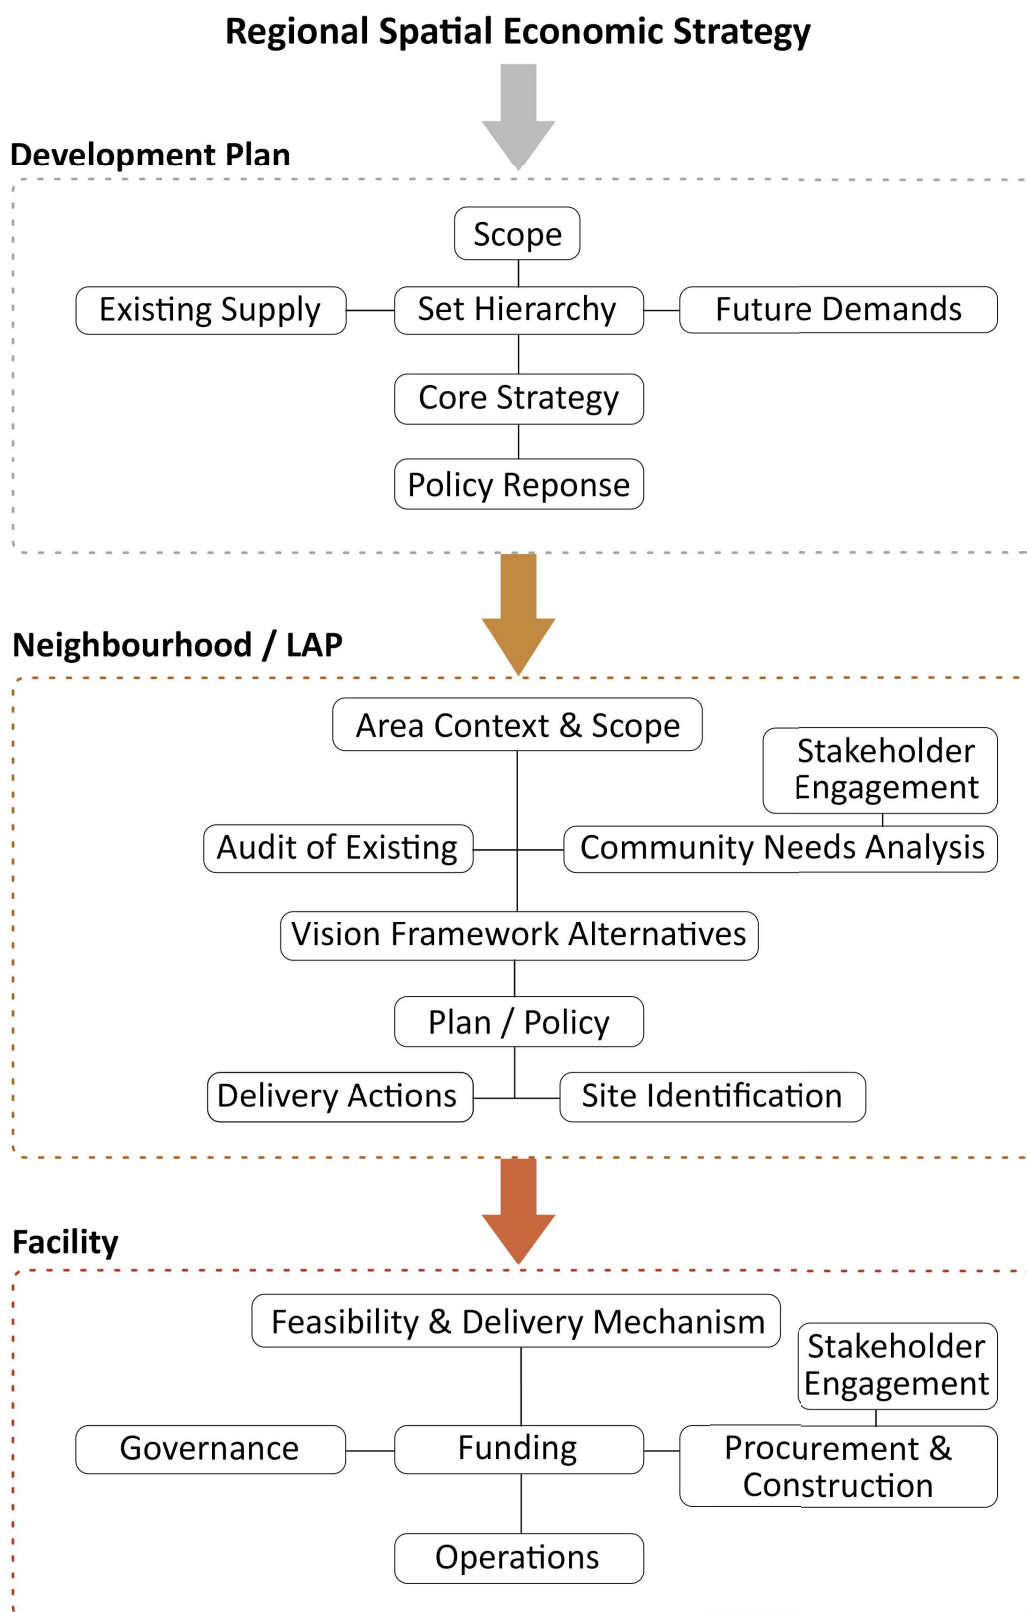 Regional Spatial Economic Strategy
Development Plan
Scope
Existing Supply
Set Hierarchy
Future Demands
Core Strategy
Policy Reponse
Neighbourhood / LAP
Area Context & Scope
Stakeholder
Engagement
Audit of Existing
Community Needs Analysis
Vision Framework Alternatives
Plan / Policy
Delivery Actions
Site Identification
Facility
Feasibility & Delivery Mechanism
Stakeholder
Engagement
Governance
Funding
Procurement &
Construction
Operations